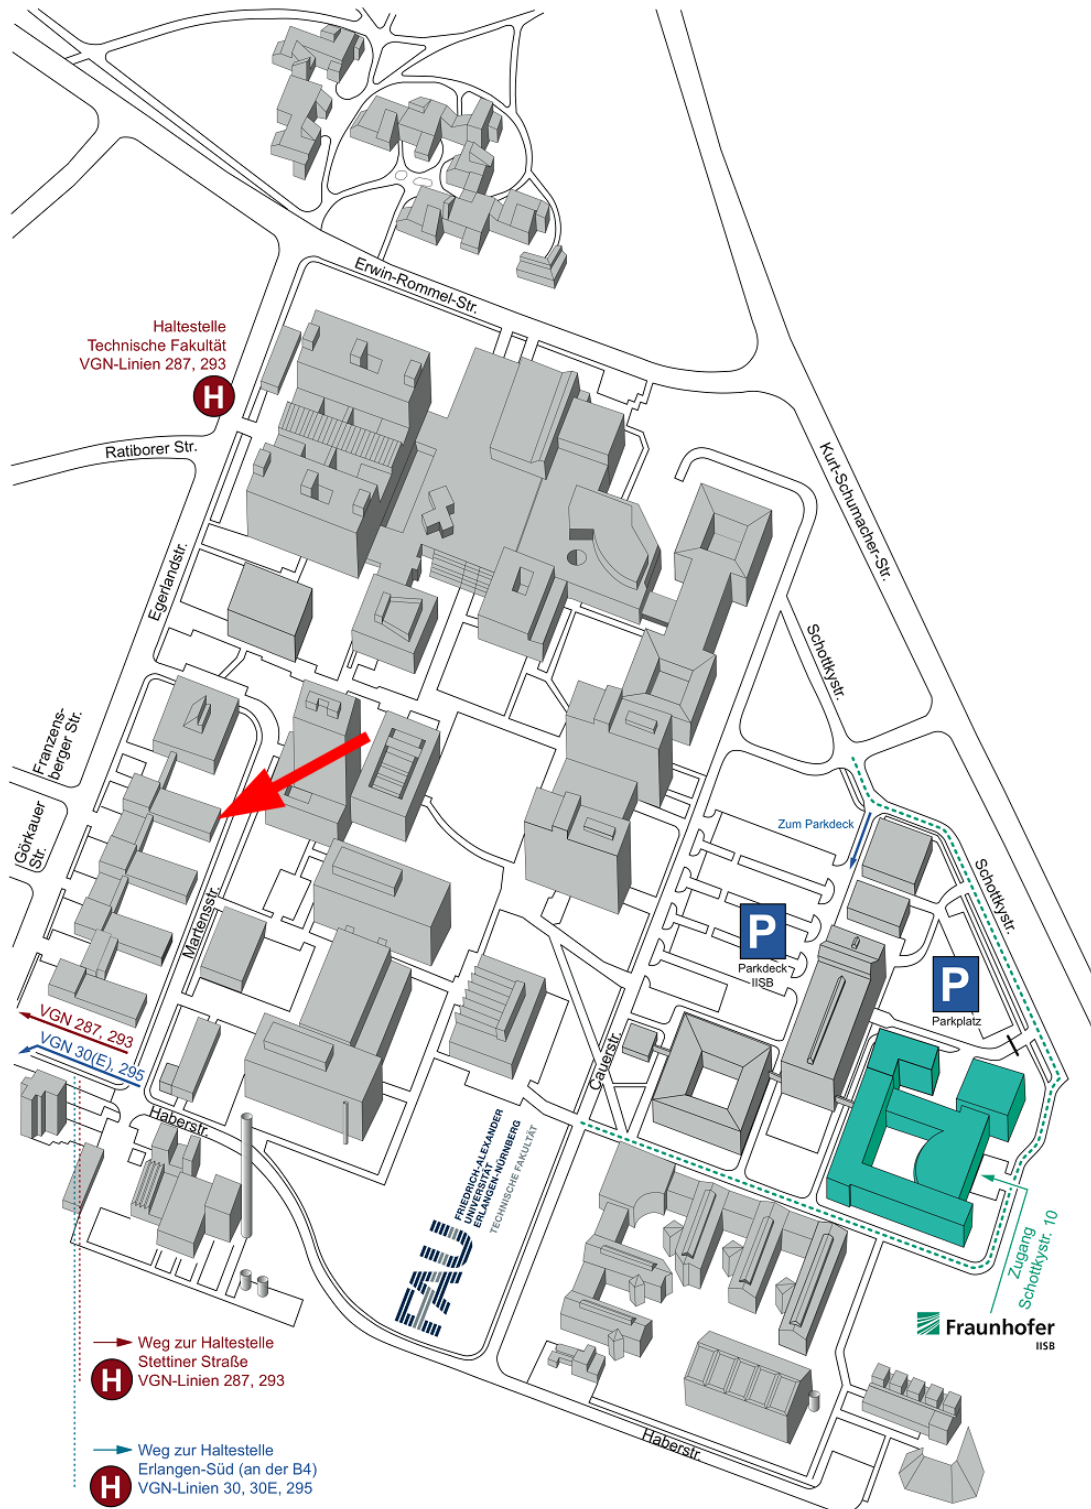 Erwin-Rommel-Str.
Haltestelle
Technische Fakultät
VGN-Linien 287, 293
H
Ratiborer Str.
Kurt-Schumacher-Str.
Egerlandstr.
Schottkystr.
Franzens-
berger Str.
Görkauer
Str.
Zum Parkdeck
Schottkystr.
Martensstr.
P
Parkdeck
IISB
P
Parkplatz
VGN 287, 293
VGN 30(E), 295
Cauerstr.
Haberstr.
FAU
FRIEDRICH-ALEXANDER
UNIVERSITÄT
ERLANGEN-NÜRNBERG
TECHNISCHE FAKULTÄT
Zugang
Schottkystr. 10
Fraunhofer
IISB
H
Weg zur Haltestelle
Stettiner Straße
VGN-Linien 287, 293
Haberstr.
H
Weg zur Haltestelle
Erlangen-Süd (an der B4)
VGN-Linien 30, 30E, 295